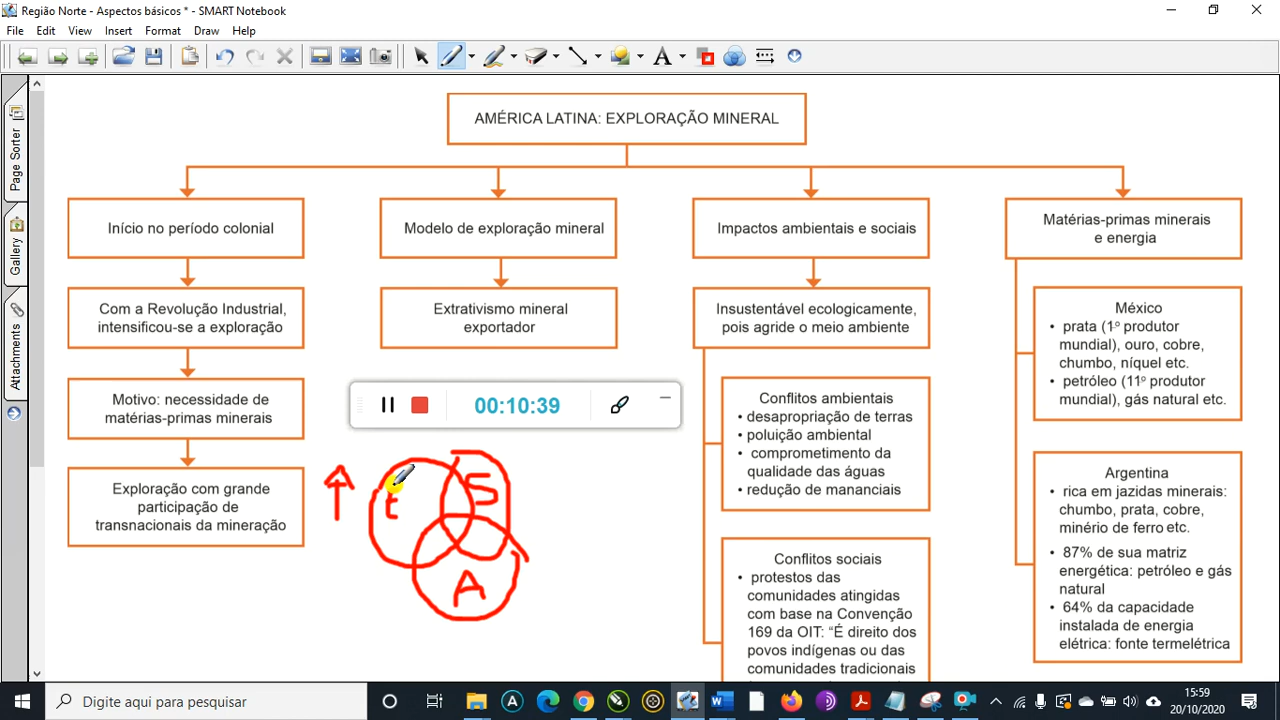 Região Norte - Aspectos básicos * - SMART Notebook
File Edit View Insert Format Draw Help
Page Sorter
Gallery
Attachments
AMÉRICA LATINA: EXPLORAÇÃO MINERAL
Início no período colonial
Com a Revolução Industrial,
intensificou-se a exploração
Motivo: necessidade de
matérias-primas minerais
Exploração com grande
participação de
transnacionais da mineração
Modelo de exploração mineral
Extrativismo mineral
exportador
00:10:39
E
S
A
Impactos ambientais e sociais
Insustentável ecologicamente,
pois agride o meio ambiente
Conflitos ambientais
• desapropriação de terras
• poluição ambiental
• comprometimento da
qualidade das águas
• redução de mananciais
Conflitos sociais
• protestos das
comunidades atingidas
com base na Convenção
169 da OIT: “É direito dos
povos indígenas ou das
comunidades tradicionais
Matérias-primas minerais
e energia
México
• prata (1º produtor
mundial), ouro, cobre,
chumbo, níquel etc.
• petróleo (11º produtor
mundial), gás natural etc.
Argentina
• rica em jazidas minerais:
chumbo, prata, cobre,
minério de ferro etc.
• 87% de sua matriz
energética: petróleo e gás
natural
• 64% da capacidade
instalada de energia
elétrica: fonte termelétrica
Digite aqui para pesquisar
15:59
20/10/2020